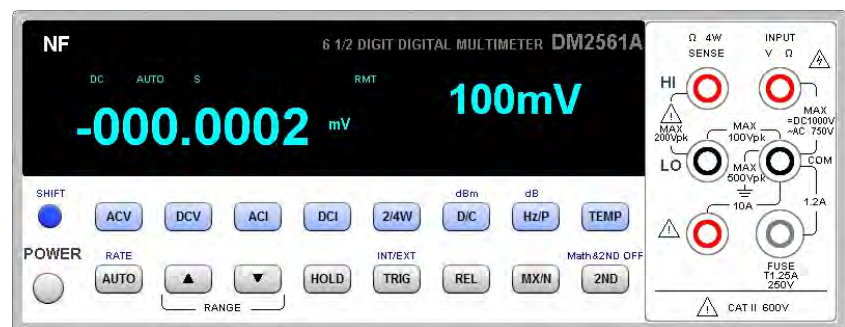 NF
6 1/2 DIGIT DIGITAL MULTIMETER DM2561A
DC AUTO S RMT
-000.0002 mV
100mV
SHIFT
dBm
dB
ACV
DCV
ACI
DCI
2/4W
D/C
Hz/P
TEMP
POWER
RATE
INT/EXT
Math&2ND OFF
AUTO
▲
▼
HOLD
TRIG
REL
MX/N
2ND
RANGE
Ω 4W
SENSE
INPUT
V Ω
HI
MAX
200Vpk
MAX
=DC1000V
~AC 750V
MAX
100Vpk
LO
MAX
500Vpk
COM
10A
1.2A
FUSE
T1.25A
250V
CAT II 600V